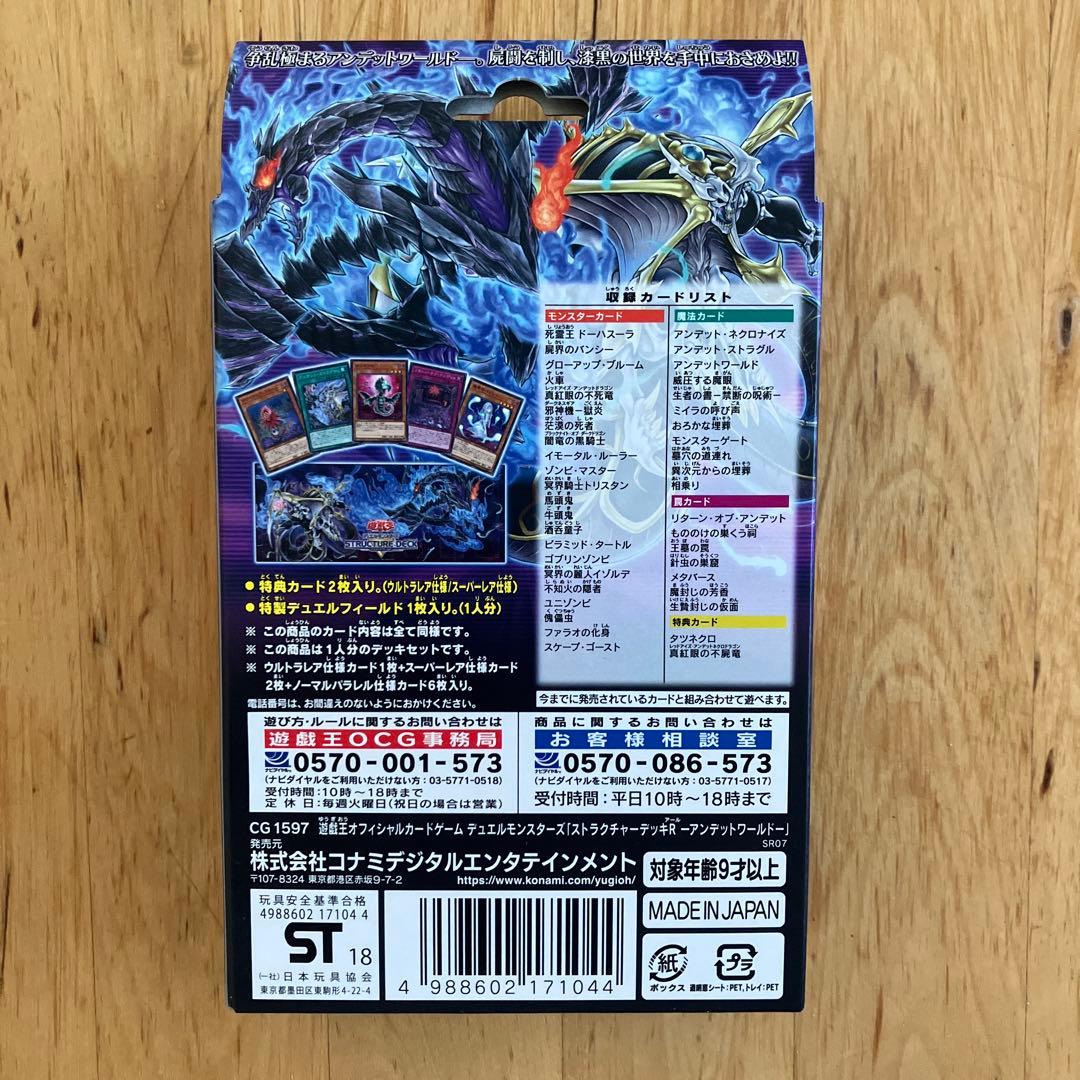 争乱極まるアンデットワールド―。屍闘を制し、漆黒の世界を手中におさめよ!!
収録カードリスト
モンスターカード
死霊王 ドーハスーラ
屍界のバンシー
グローアップ・ブルーム
火車
真紅眼の不死竜
邪神機－獄炎
茫漠の死者
闇竜の黒騎士
イモータル・ルーラー
ゾンビ・マスター
冥界騎士トリスタン
馬頭鬼
牛頭鬼
酒呑童子
ピラミッド・タートル
ゴブリンゾンビ
冥界の麗人イゾルデ
不知火の隠者
ユニゾンビ
傀儡虫
ファラオの化身
スケープ・ゴースト
魔法カード
アンデット・ネクロナイズ
アンデット・ストラグル
アンデットワールド
威圧する魔眼
生者の書－禁断の呪術－
ミイラの呼び声
おろかな埋葬
モンスターゲート
墓穴の道連れ
異次元からの埋葬
相乗り
罠カード
リターン・オブ・アンデット
もののけの巣くう祠
王墓の罠
針虫の巣窟
メタバース
魔封じの芳香
生贄封じの仮面
特典カード
タツネクロ
真紅眼の不屍竜
遊戯王
STRUCTURE DECK
● 特典カード2枚入り。(ウルトラレア仕様/スーパーレア仕様)
● 特製デュエルフィールド1枚入り。(1人分)
※ この商品のカード内容は全て同様です。
※ この商品は1人分のデッキセットです。
※ ウルトラレア仕様カード1枚+スーパーレア仕様カード
2枚+ノーマルパラレル仕様カード6枚入り。
電話番号は、お間違えのないようにおかけください。
今までに発売されているカードと組み合わせて遊べます。
遊び方・ルールに関するお問い合わせは
遊戯王OCG事務局
ナビダイヤル 0570-001-573
(ナビダイヤルをご利用いただけない方：03-5771-0518)
受付時間：10時～18時まで
定休日：毎週火曜日(祝日の場合は営業)
商品に関するお問い合わせは
お客様相談室
ナビダイヤル 0570-086-573
(ナビダイヤルをご利用いただけない方：03-5771-0517)
受付時間：平日10時～18時まで
CG1597 遊戯王オフィシャルカードゲーム デュエルモンスターズ「ストラクチャーデッキR －アンデットワールド－」
SR07
発売元
株式会社コナミデジタルエンタテインメント
〒107-8324 東京都港区赤坂9-7-2 https://www.konami.com/yugioh/
対象年齢9才以上
玩具安全基準合格
4988602 17104 4
ST 18
(一社)日本玩具協会
東京都墨田区東駒形4-22-4
4 988602 171044
MADE IN JAPAN
紙
ボックス
プラ
道網蓋シート：PET,トレイ：PET